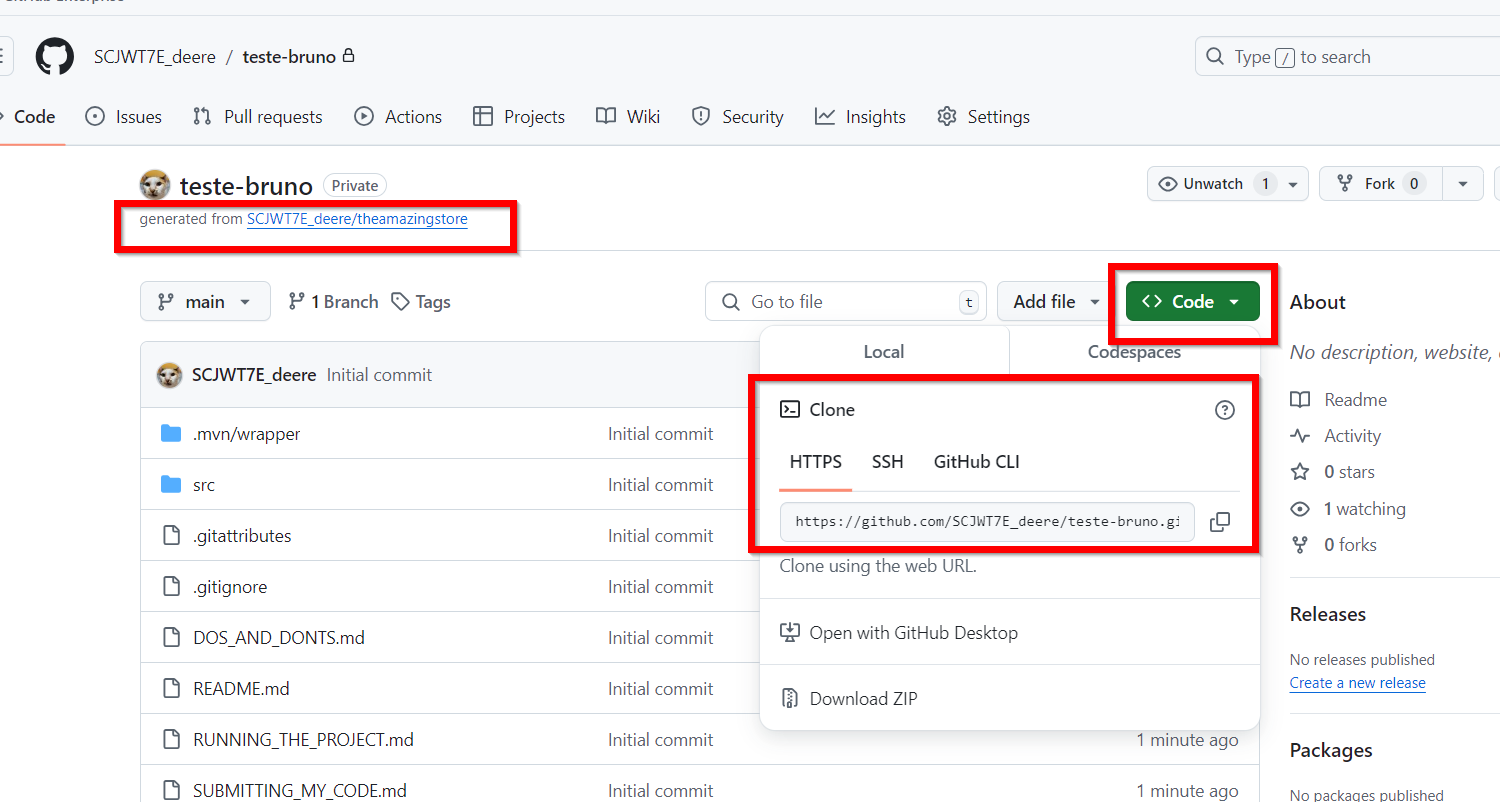 GitHub Enterprise
SCJWT7E_deere / teste-bruno
Type / to search
Code Issues Pull requests Actions Projects Wiki Security Insights Settings
teste-bruno Private
Unwatch 1 Fork 0
generated from SCJWT7E_deere/theamazingstore
main 1 Branch Tags Go to file t Add file Code
Local Codespaces
Clone
HTTPS SSH GitHub CLI
https://github.com/SCJWT7E_deere/teste-bruno.gi
Clone using the web URL.
Open with GitHub Desktop
Download ZIP
SCJWT7E_deere Initial commit
.mvn/wrapper Initial commit
src Initial commit
.gitattributes Initial commit
.gitignore Initial commit
DOS_AND_DONTS.md Initial commit
README.md Initial commit
RUNNING_THE_PROJECT.md Initial commit 1 minute ago
SUBMITTING_MY_CODE.md Initial commit 1 minute ago
About
No description, website,
Readme
Activity
0 stars
1 watching
0 forks
Releases
No releases published
Create a new release
Packages
No packages published